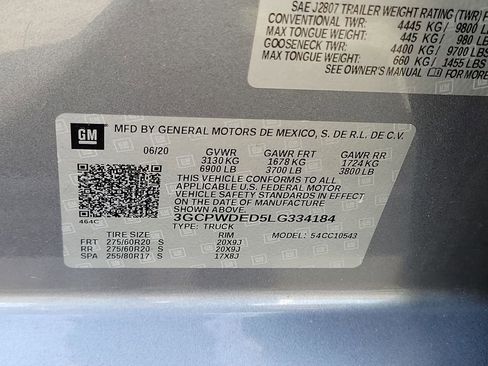 SAE J2807 TRAILER WEIGHT RATING (TWR)
CONVENTIONAL TWR: 4445 KG / 9800 LBS
MAX TONGUE WEIGHT: 445 KG / 980 LBS
GOOSENECK TWR: 4400 KG / 9700 LBS
MAX TONGUE WEIGHT: 660 KG / 1455 LBS
SEE OWNER'S MANUAL FOR MORE
GM MFD BY GENERAL MOTORS DE MEXICO, S. DE R.L. DE C.V.
06/20 GVWR GAWR FRT GAWR RR
3130 KG 1678 KG 1724 KG
6900 LB 3700 LB 3800 LB
THIS VEHICLE CONFORMS TO ALL
APPLICABLE U.S. FEDERAL MOTOR
VEHICLE SAFETY STANDARDS IN EFFECT
ON THE DATE OF MANUFACTURE
SHOWN ABOVE.
464C 3GCPWDED5LG334184
TYPE: TRUCK
TIRE SIZE RIM 54CC10543
FRT 275/60R20 S 20X9J
RR 275/60R20 S 20X9J
SPA 255/80R17 S 17X8J